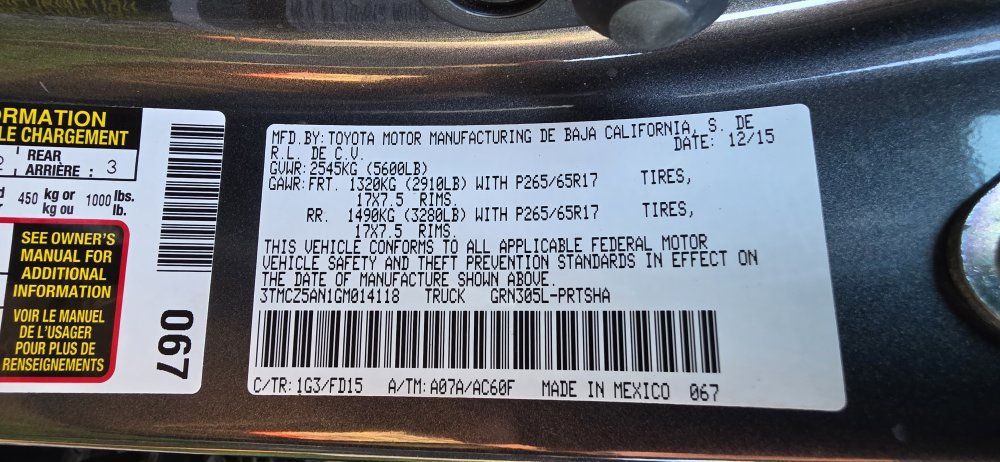 ORMATION
LE CHARGEMENT
REAR
ARRIÈRE : 3
450 kg or 1000 lbs.
kg ou lb.
SEE OWNER'S
MANUAL FOR
ADDITIONAL
INFORMATION
VOIR LE MANUEL
DE L'USAGER
POUR PLUS DE
RENSEIGNEMENTS
067
MFD.BY:TOYOTA MOTOR MANUFACTURING DE BAJA CALIFORNIA, S. DE
R.L. DE C.V. DATE: 12/15
GVWR:2545KG (5600LB)
GAWR:FRT. 1320KG (2910LB) WITH P265/65R17 TIRES,
17X7.5 RIMS.
RR. 1490KG (3280LB) WITH P265/65R17 TIRES,
17X7.5 RIMS.
THIS VEHICLE CONFORMS TO ALL APPLICABLE FEDERAL MOTOR
VEHICLE SAFETY AND THEFT PREVENTION STANDARDS IN EFFECT ON
THE DATE OF MANUFACTURE SHOWN ABOVE.
3TMCZ5AN1GM014118 TRUCK GRN305L-PRTSHA
C/TR:1G3/FD15 A/TM:A07A/AC60F MADE IN MEXICO 067